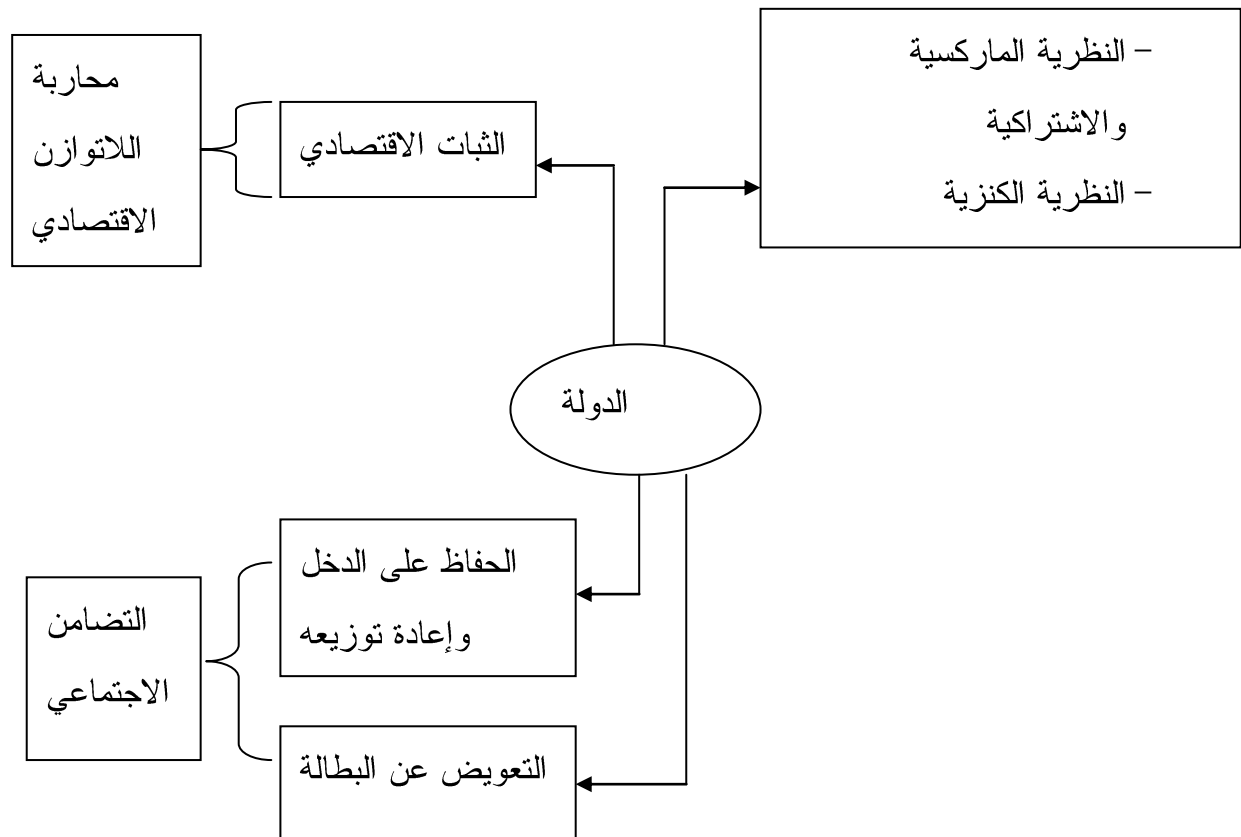 – النظرية الماركسية
والاشتراكية
– النظرية الكنزية
الثبات الاقتصادي
محاربة
اللاتوازن
الاقتصادي
الدولة
الحفاظ على الدخل
وإعادة توزيعه
التضامن
الاجتماعي
التعويض عن البطالة